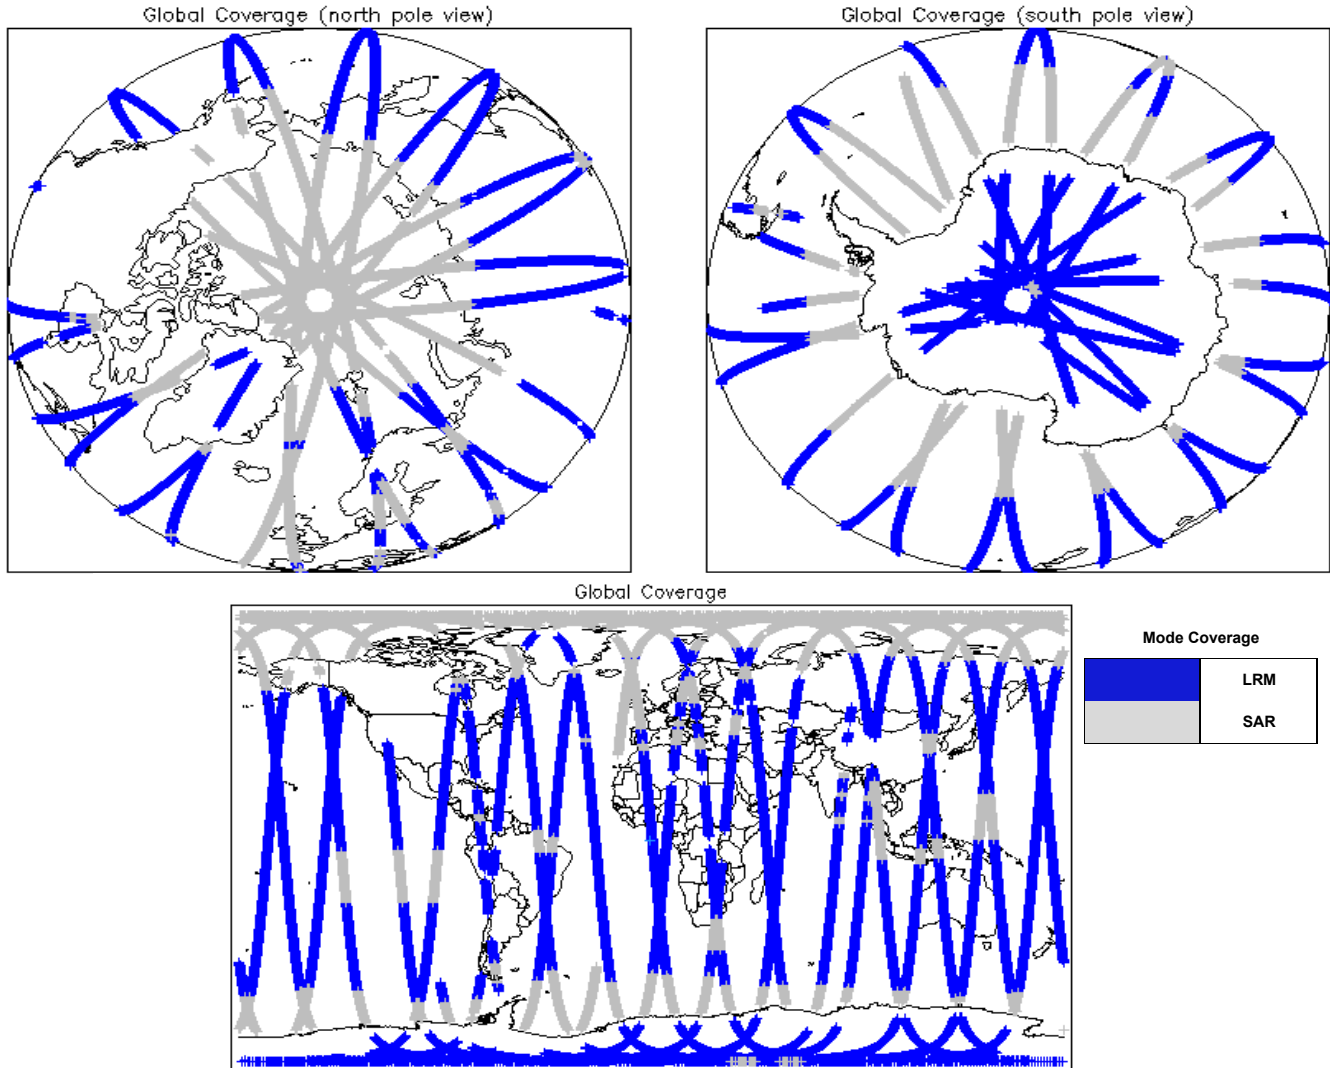 Global Coverage (north pole view)
Global Coverage (south pole view)
Global Coverage
Mode Coverage
LRM
SAR